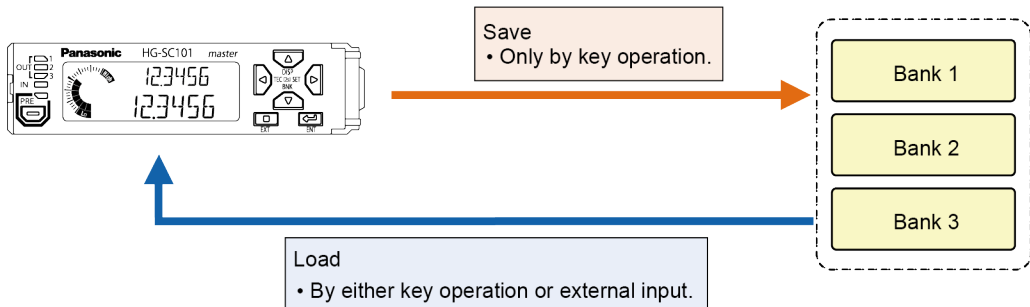 Save
• Only by key operation.
Panasonic HG-SC101 master
OUT 1
2
3
IN
PRE
12.3456
12.3456
DISP
TEC (2s) SET
BNK
EXT
ENT
Bank 1
Bank 2
Bank 3
Load
• By either key operation or external input.